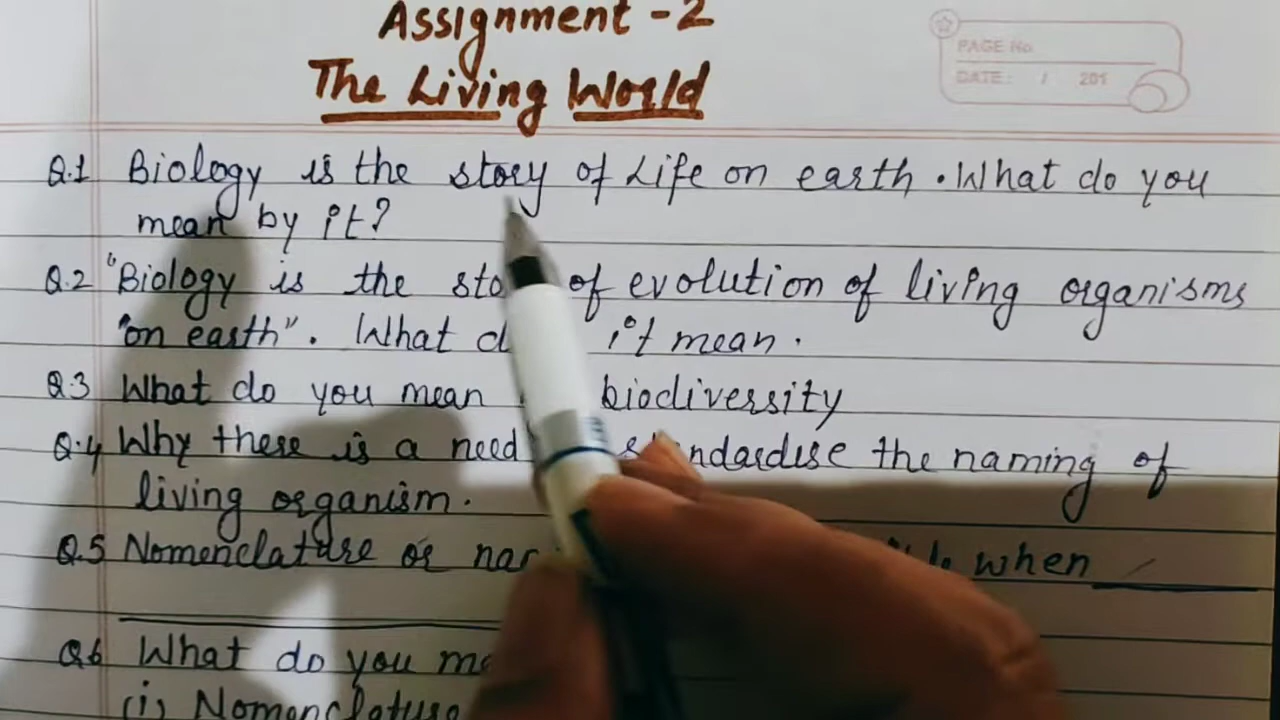 Assignment - 2
The Living World
PAGE No.
DATE: / 201
Q.1 Biology is the story of Life on earth. What do you
mean by it?
Q.2 "Biology is the of evolution of living organisms
"on earth". What it mean.
Q.3 What do you mean biodiversity
Q.4 Why there is a need the naming of
living organism.
Q.5 Nomenclature or when
Q6 What do you
(i) Nomenclature